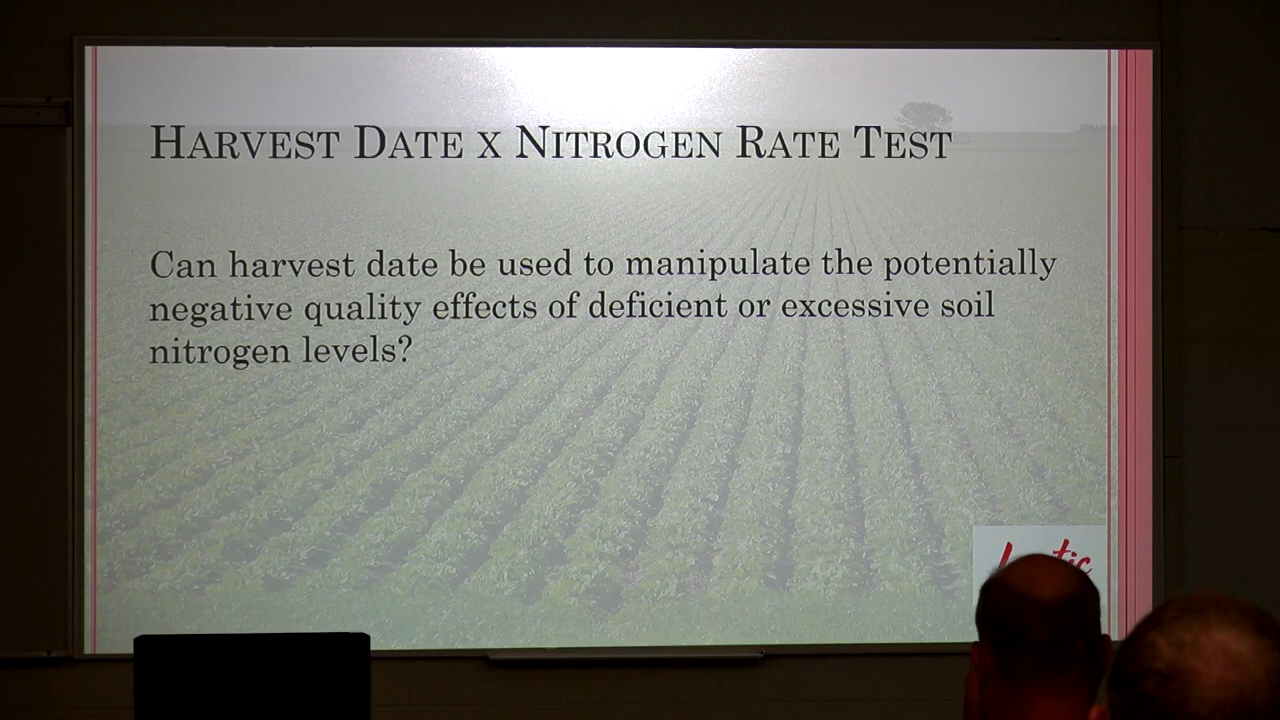 HARVEST DATE X NITROGEN RATE TEST
Can harvest date be used to manipulate the potentially
negative quality effects of deficient or excessive soil
nitrogen levels?